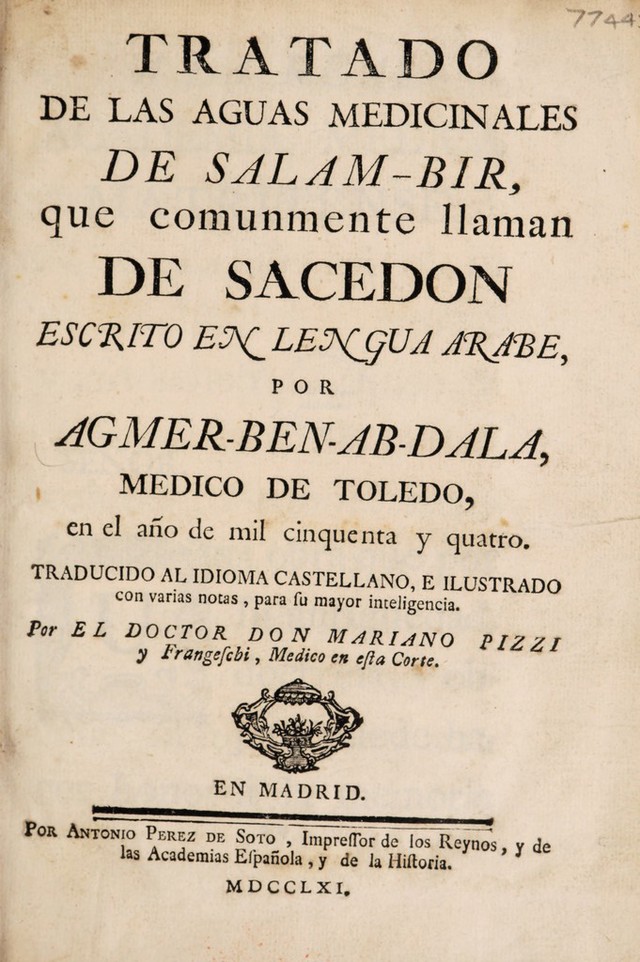 7744
TRATADO
DE LAS AGUAS MEDICINALES
DE SALAM-BIR,
que comunmente llaman
DE SACEDON
ESCRITO EN LENGUA ARABE,
POR
AGMER-BEN-AB-DALA,
MEDICO DE TOLEDO,
en el año de mil cinquenta y quatro.
TRADUCIDO AL IDIOMA CASTELLANO, E ILUSTRADO
con varias notas, para ſu mayor inteligencia.
Por EL DOCTOR DON MARIANO PIZZI
y Frangeſchi, Medico en eſta Corte.
EN MADRID.
POR ANTONIO PEREZ DE SOTO, Impreſſor de los Reynos, y de
las Academias Eſpañola, y de la Hiſtoria.
MDCCLXI.